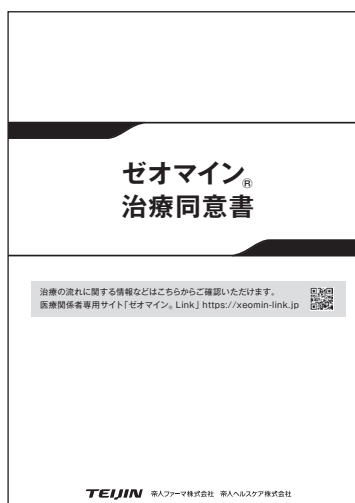 ゼオマイン®
治療同意書
治療の流れに関する情報などはこちらからご確認いただけます。
医療関係者専用サイト「ゼオマイン® Link」https://xeomin-link.jp
TEIJIN 帝人ファーマ株式会社 帝人ヘルスケア株式会社